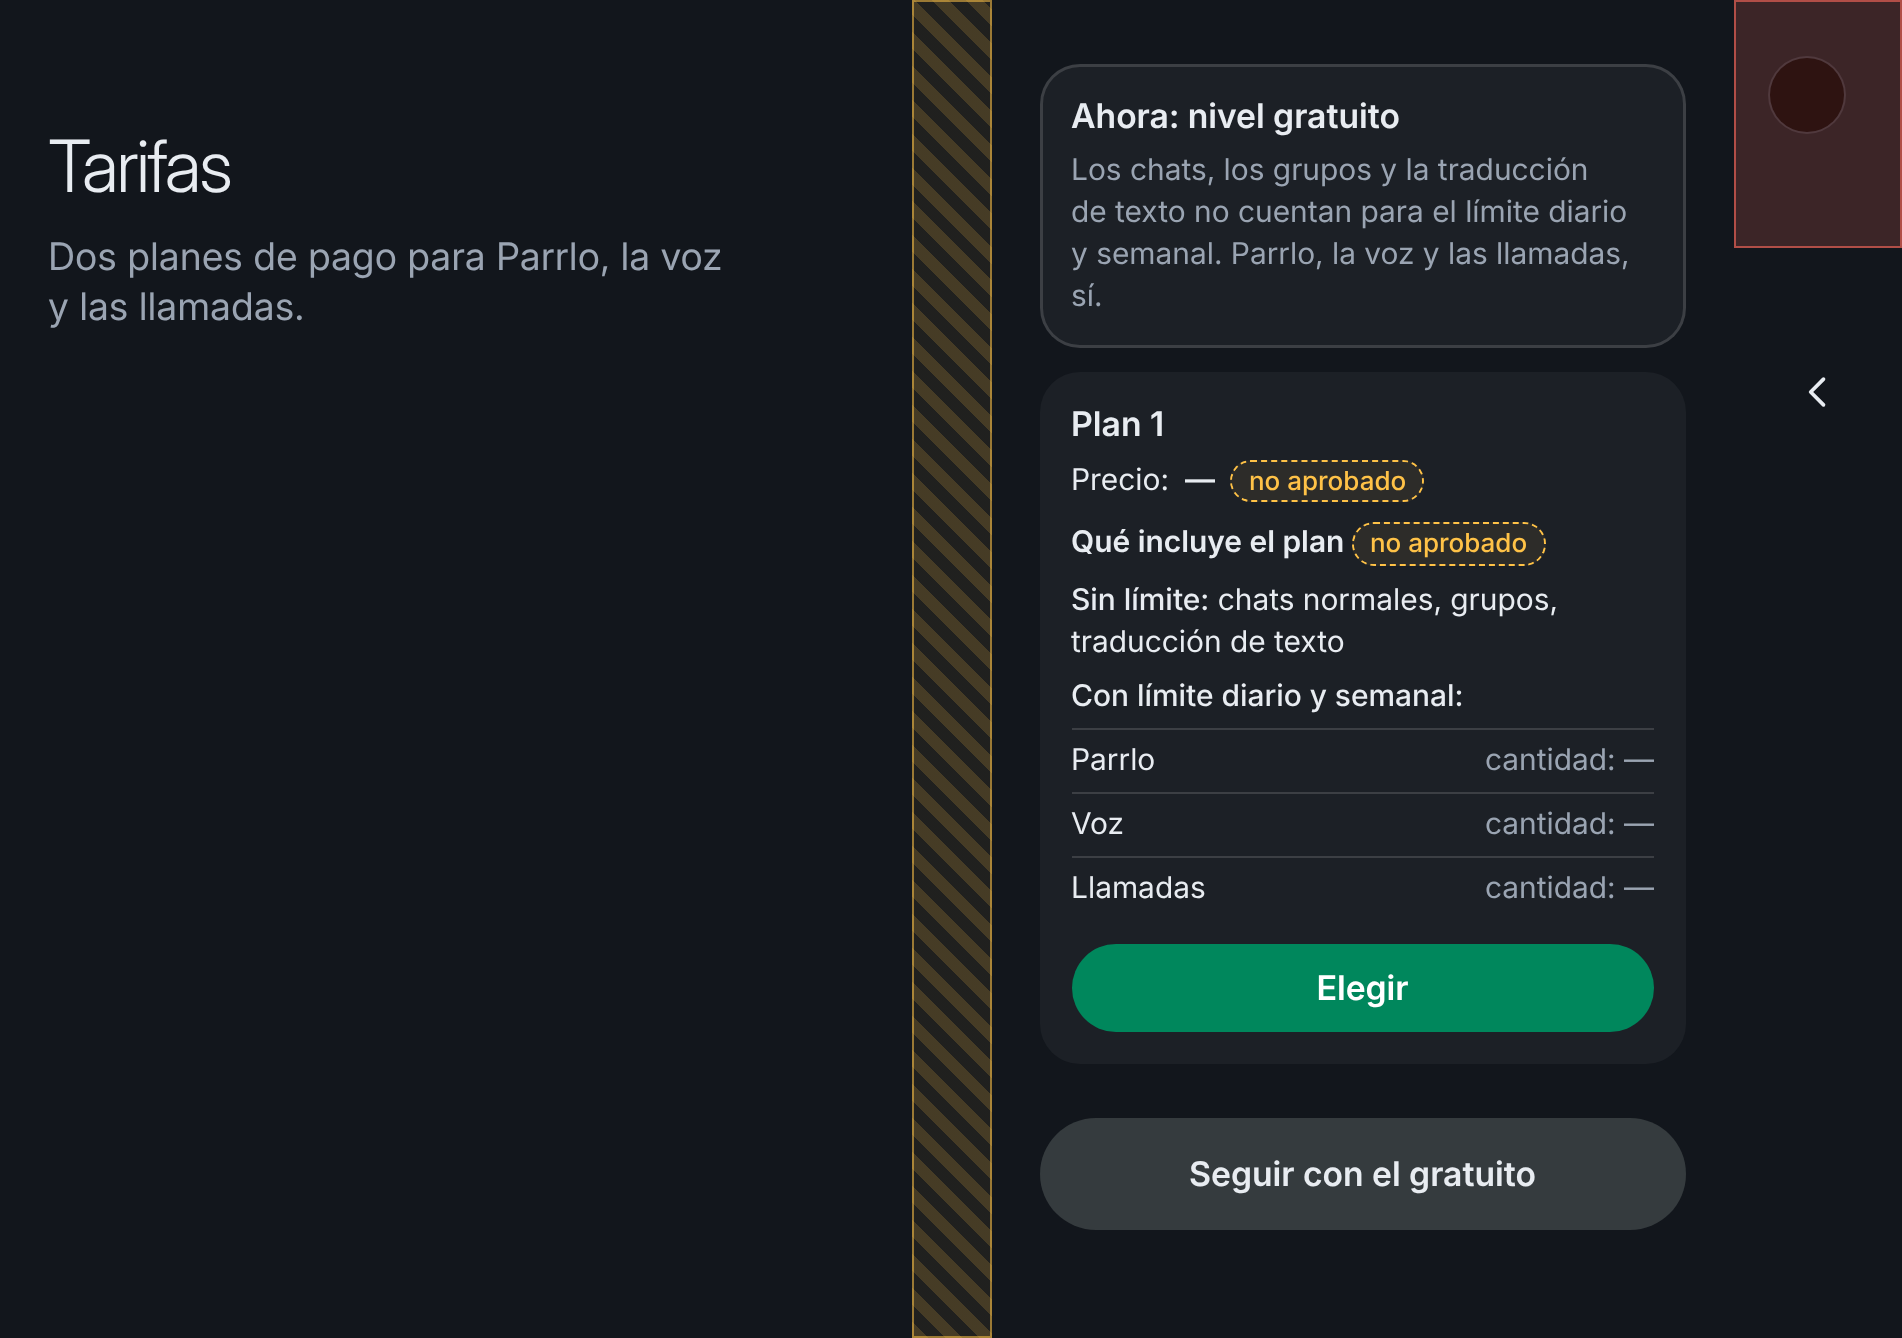 Tarifas
Dos planes de pago para Parrlo, la voz
y las llamadas.
Ahora: nivel gratuito
Los chats, los grupos y la traducción
de texto no cuentan para el límite diario
y semanal. Parrlo, la voz y las llamadas,
sí.
Plan 1
Precio: — no aprobado
Qué incluye el plan no aprobado
Sin límite: chats normales, grupos,
traducción de texto
Con límite diario y semanal:
Parrlo cantidad: —
Voz cantidad: —
Llamadas cantidad: —
Elegir
Seguir con el gratuito